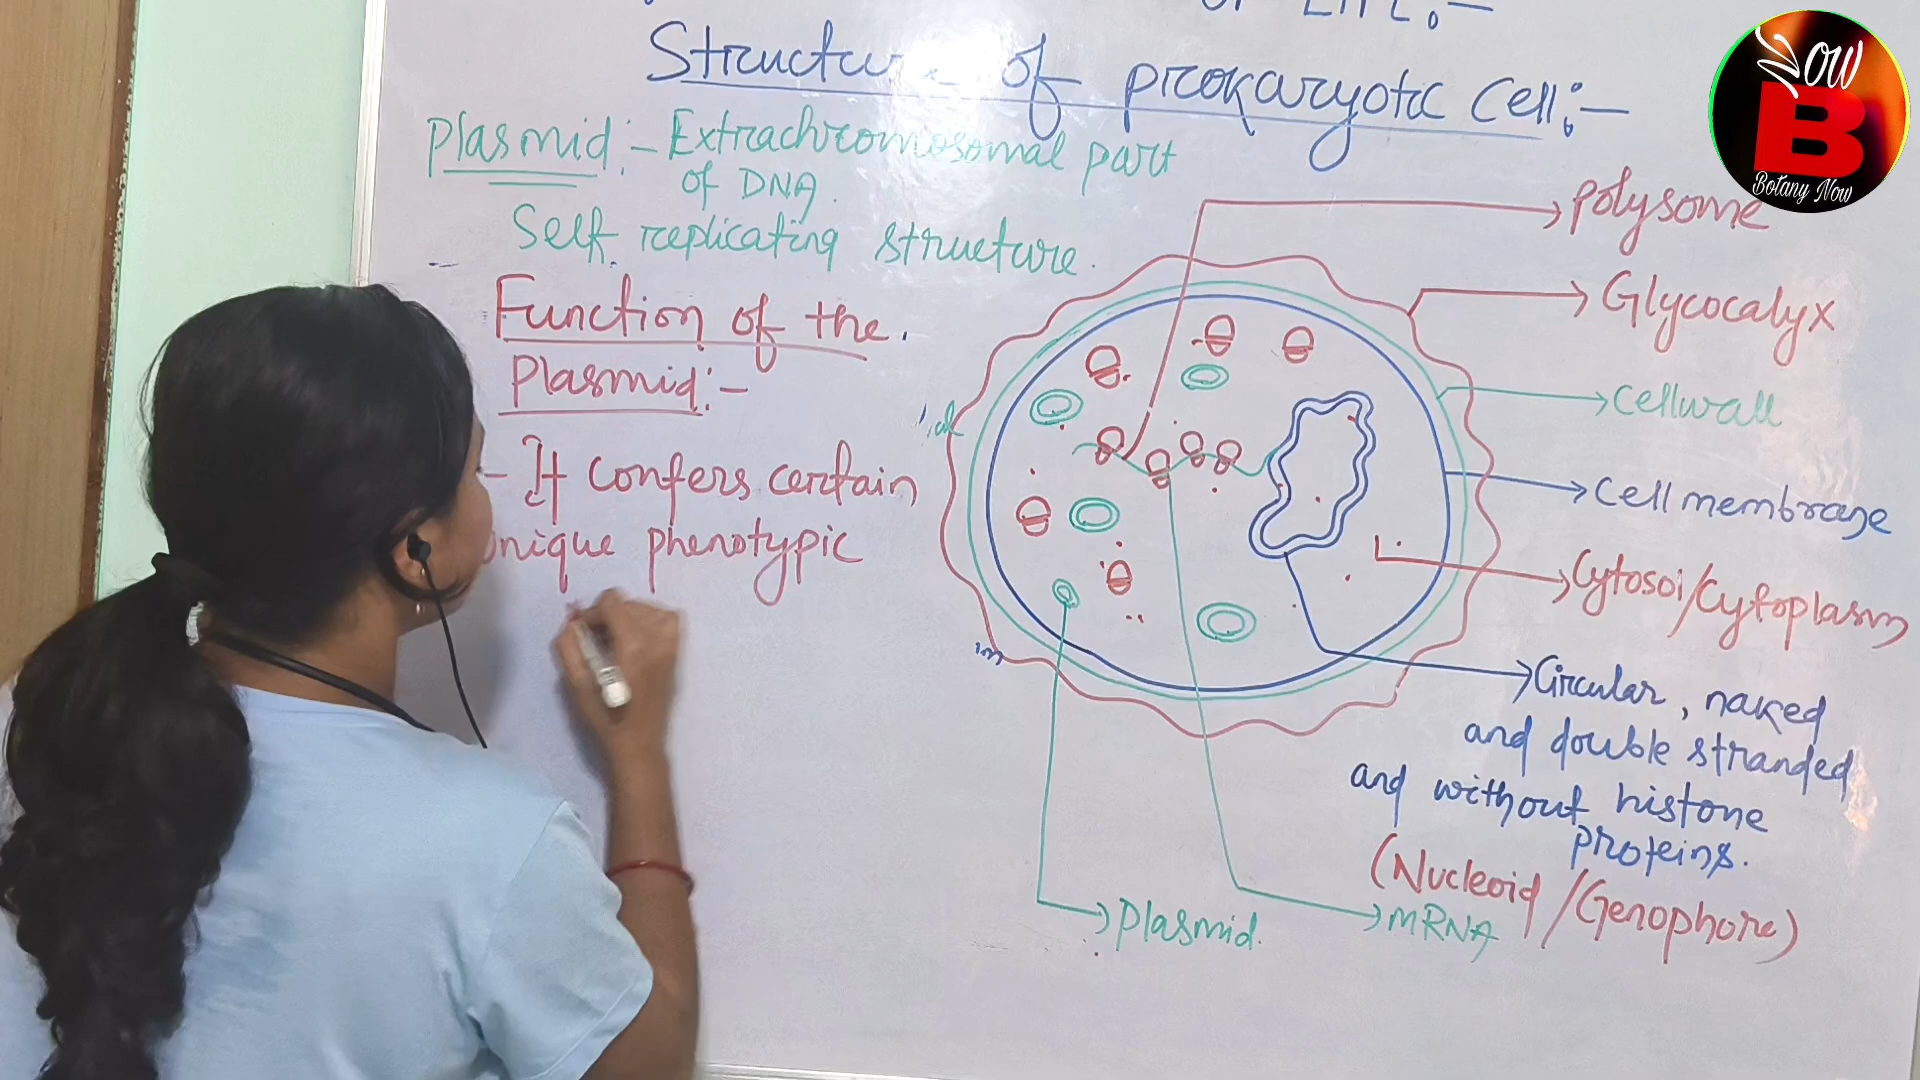 Structure of prokaryotic cell:-
Plasmid:- Extrachromosomal part
of DNA.
Self replicating structure.
Function of the
Plasmid:-
- It confers certain
unique phenotypic
polysome
Glycocalyx
Cellwall
Cell membrane
Cytosol/Cytoplasm
Circular, naked
and double stranded
and without histone
proteins.
(Nucleoid/Genophore)
mRNA
Plasmid.
Now
B
Botany Now